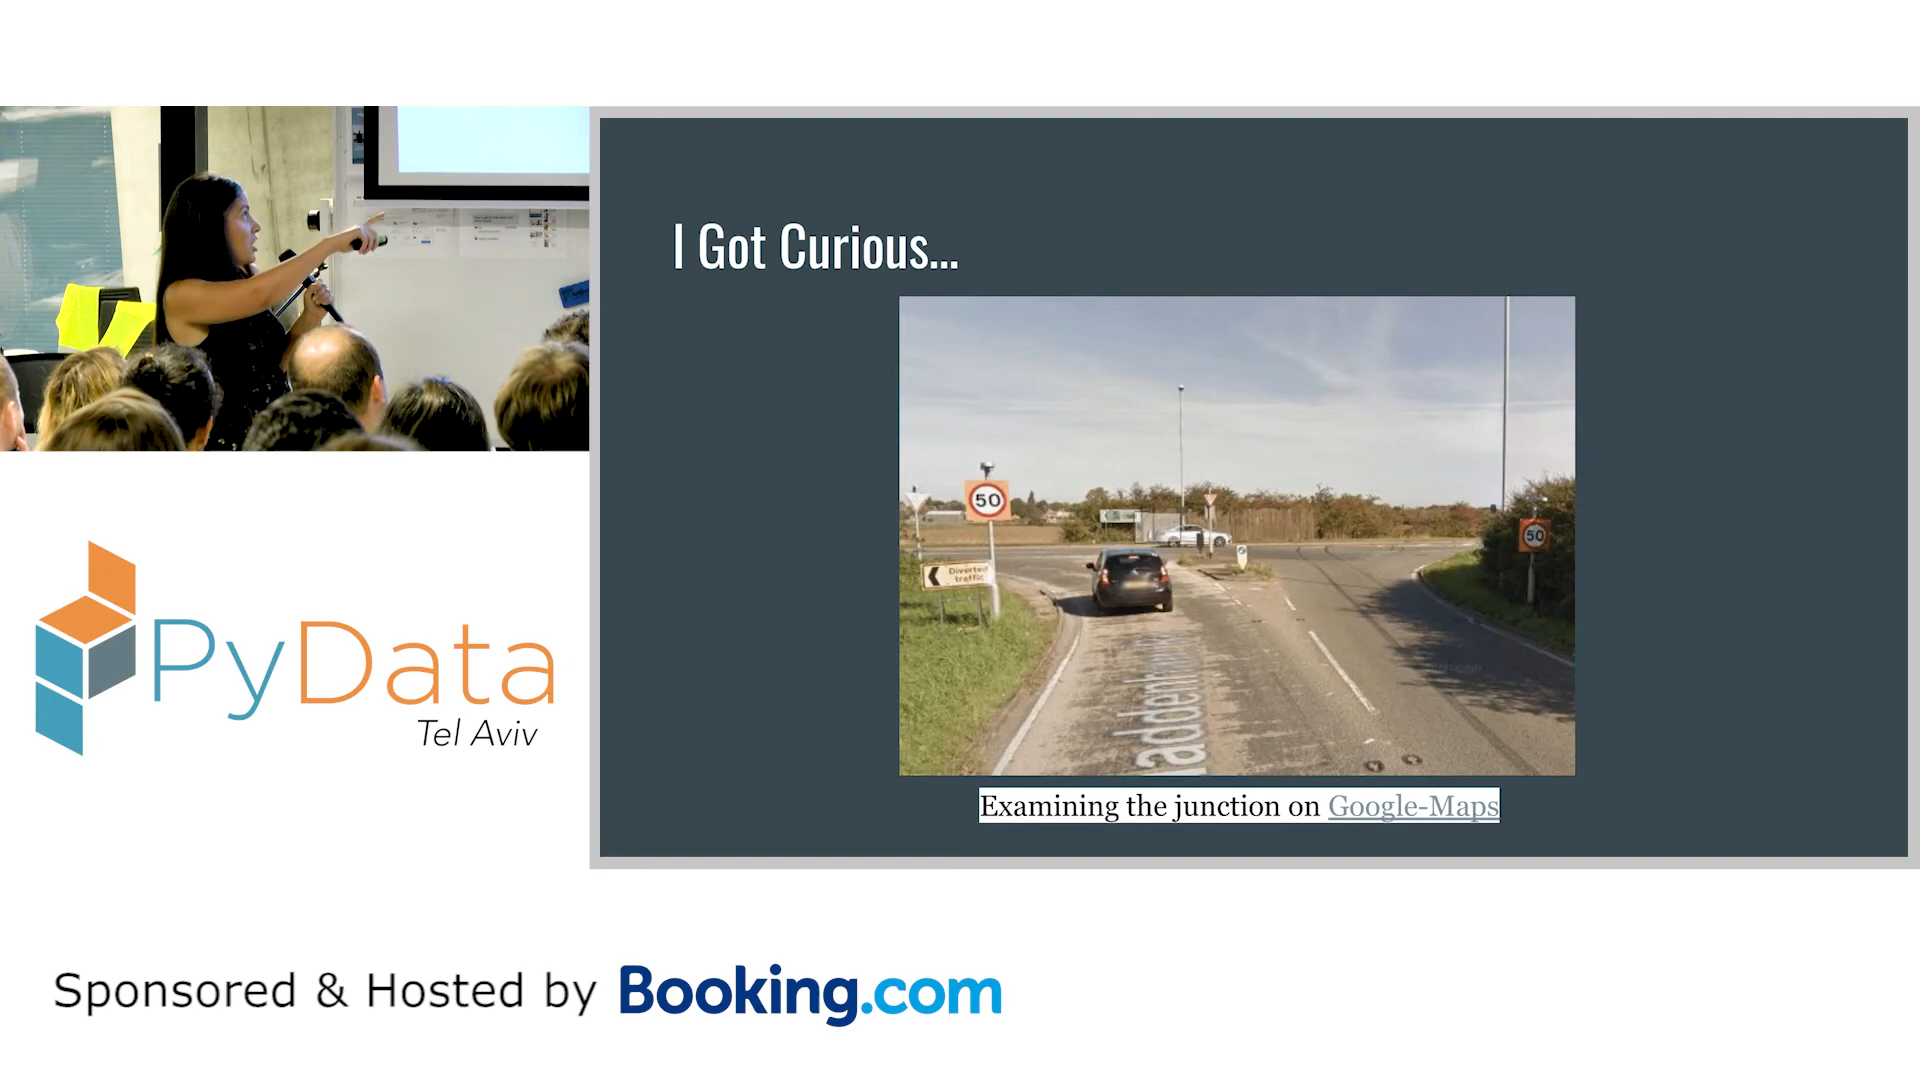 I Got Curious...
50
50
Diverted
traffic
Examining the junction on Google-Maps
PyData
Tel Aviv
Sponsored & Hosted by Booking.com